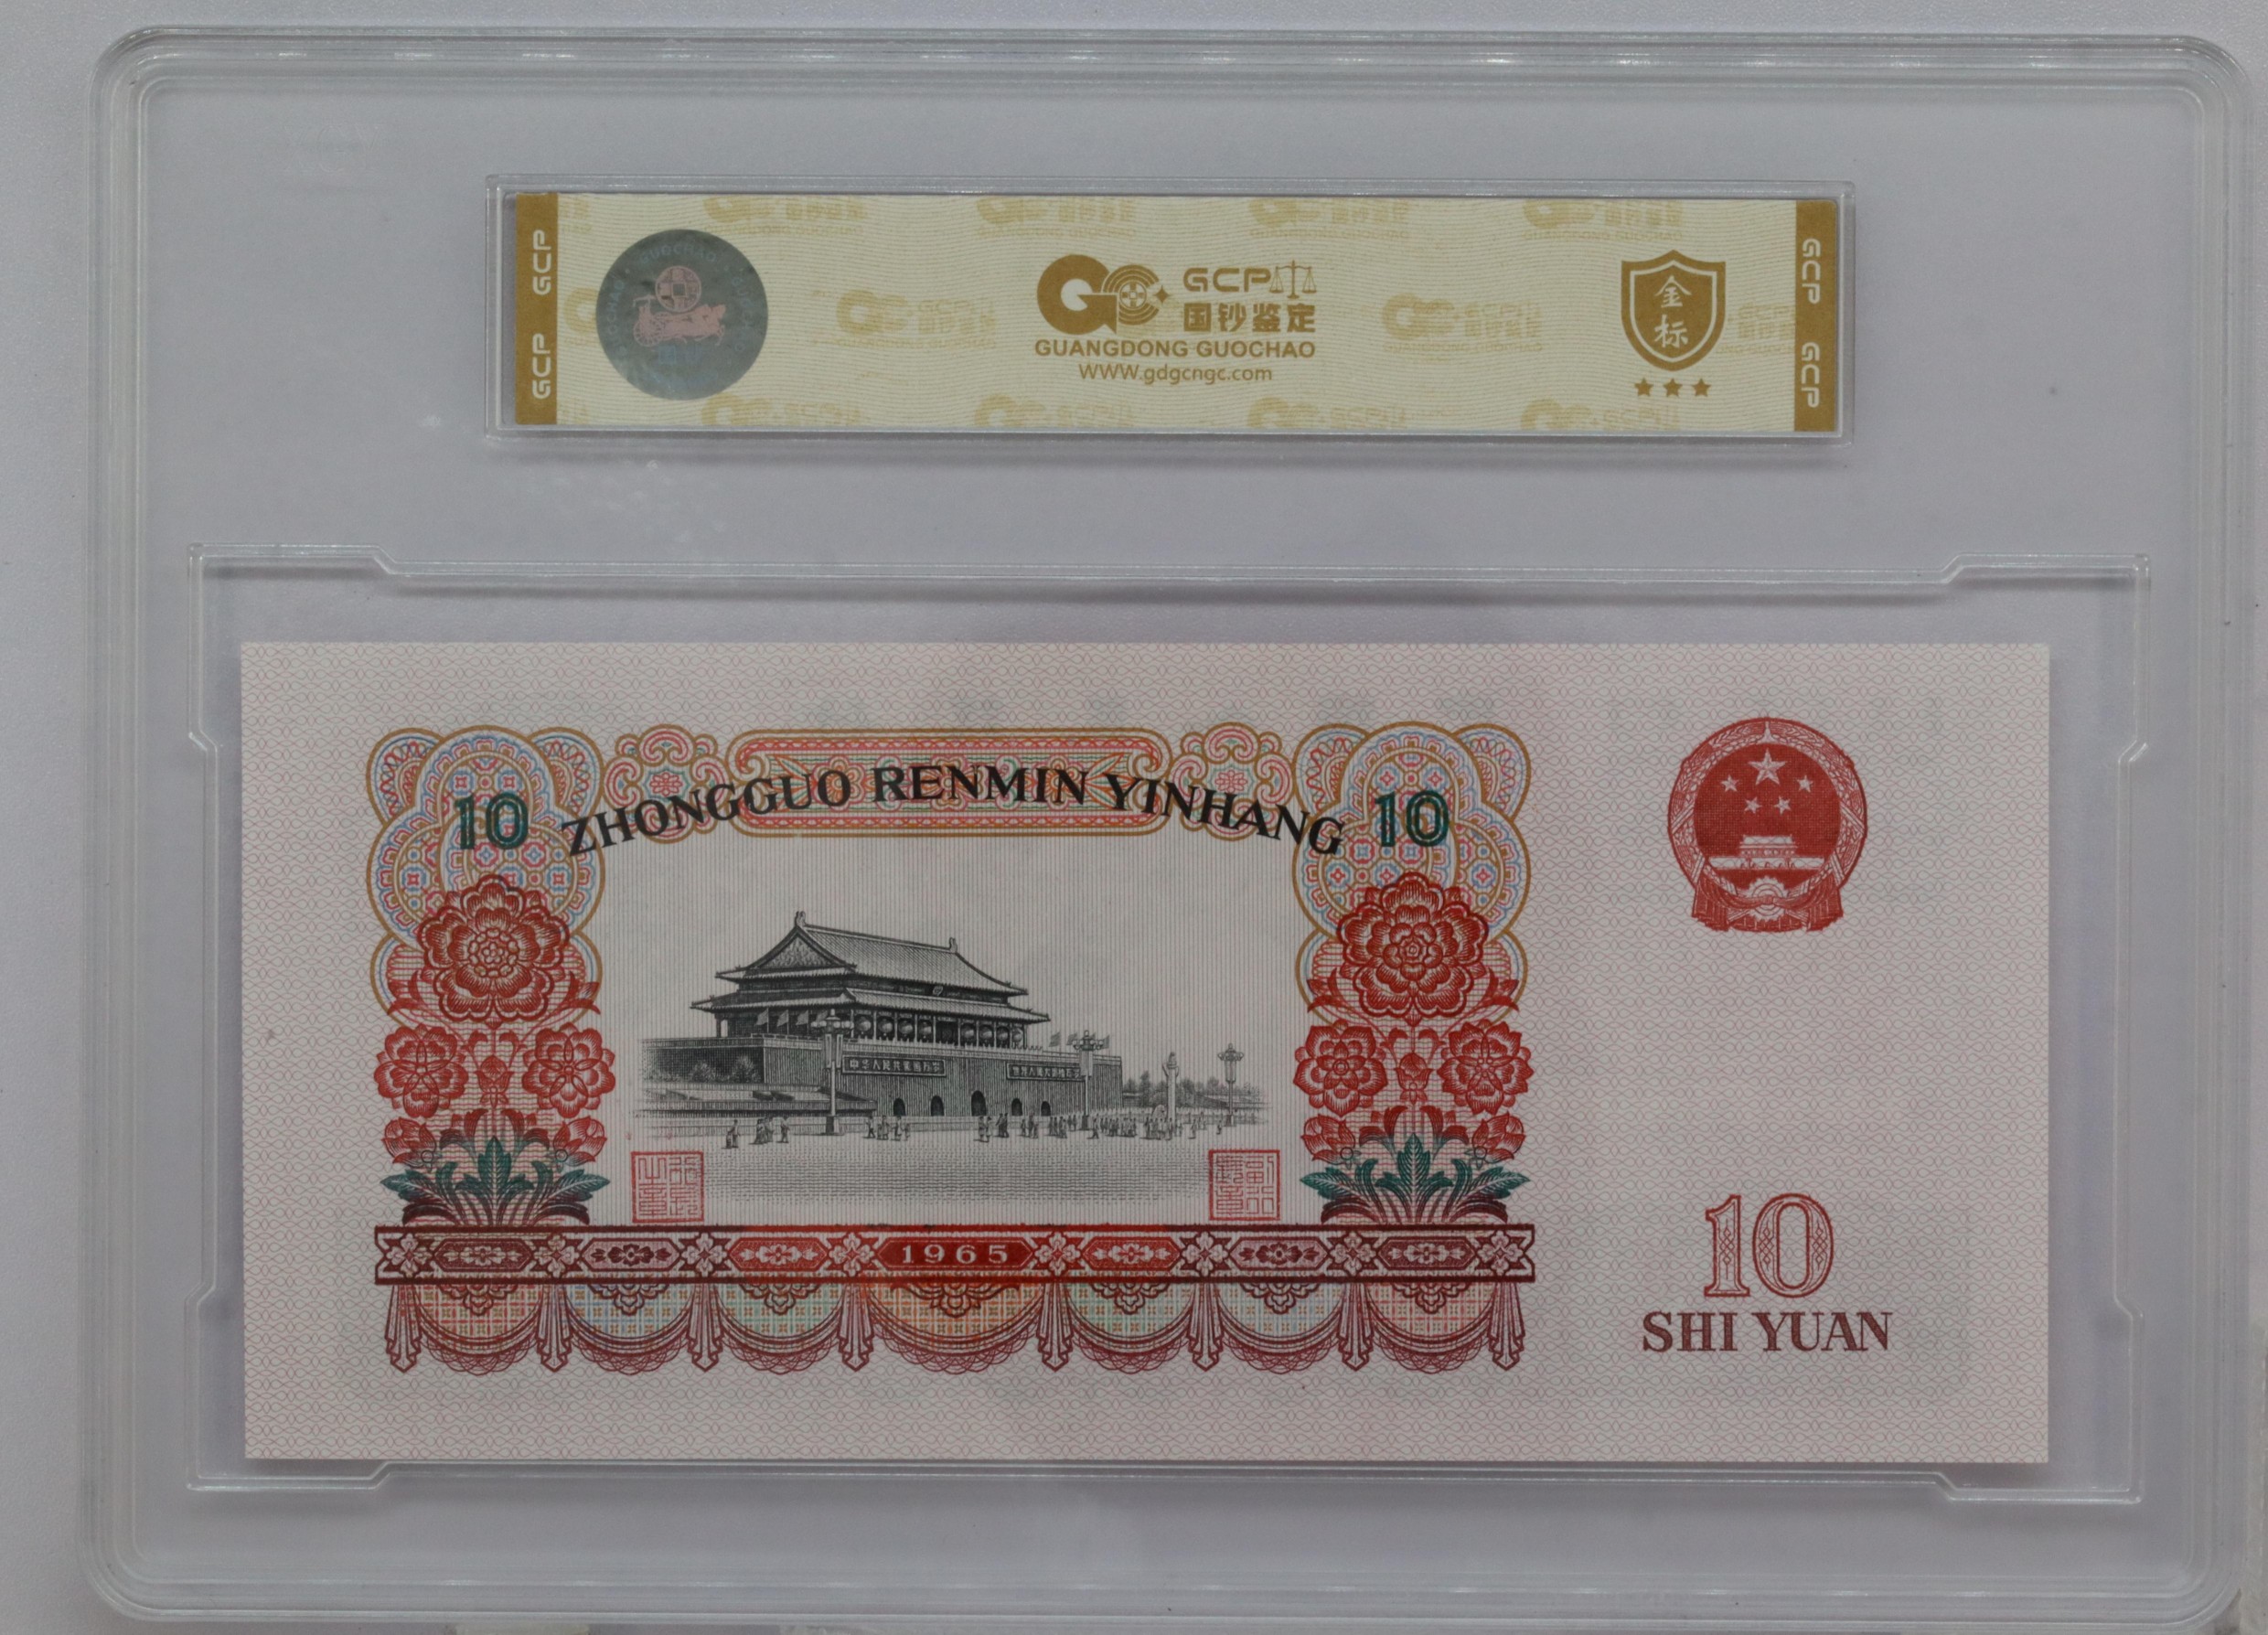 GCP
GCP
GCP
国钞鉴定
GUANGDONG GUOCHAO
www.gdgcngc.com
金标
GCP
GCP
10
ZHONGGUO RENMIN YINHANG
10
1965
10
SHI YUAN